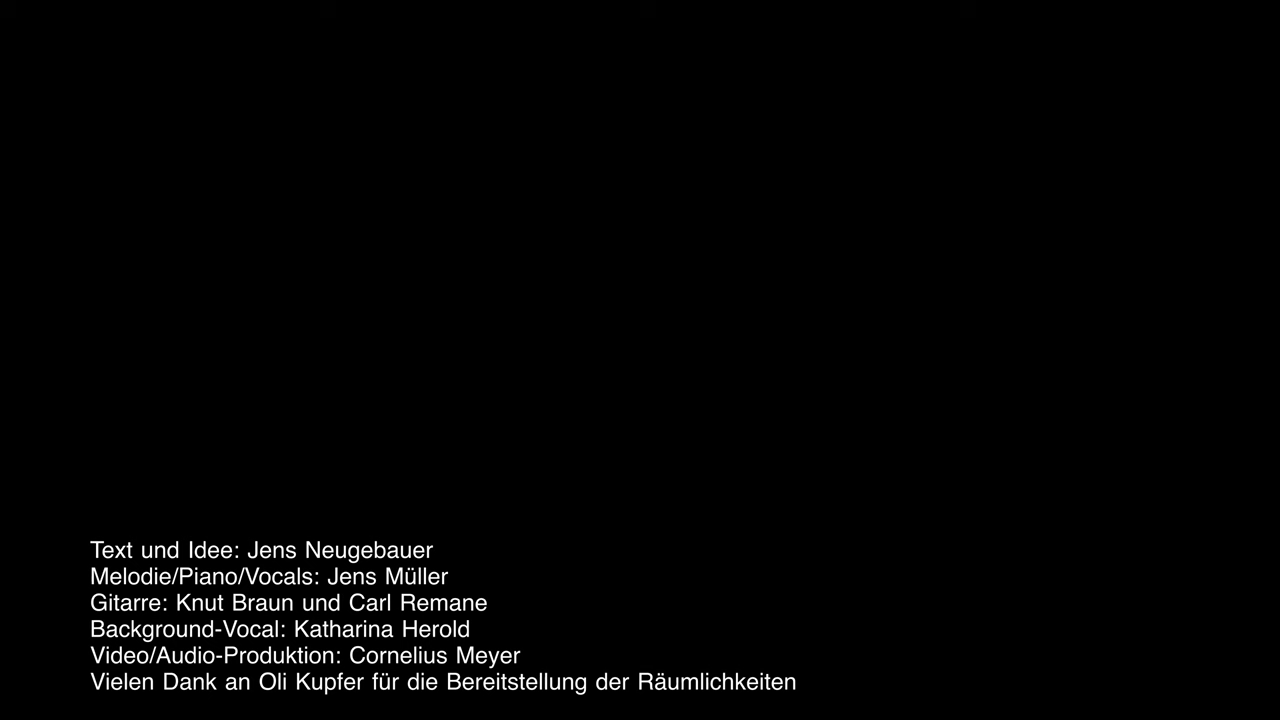 Text und Idee: Jens Neugebauer
Melodie/Piano/Vocals: Jens Müller
Gitarre: Knut Braun und Carl Remane
Background-Vocal: Katharina Herold
Video/Audio-Produktion: Cornelius Meyer
Vielen Dank an Oli Kupfer für die Bereitstellung der Räumlichkeiten